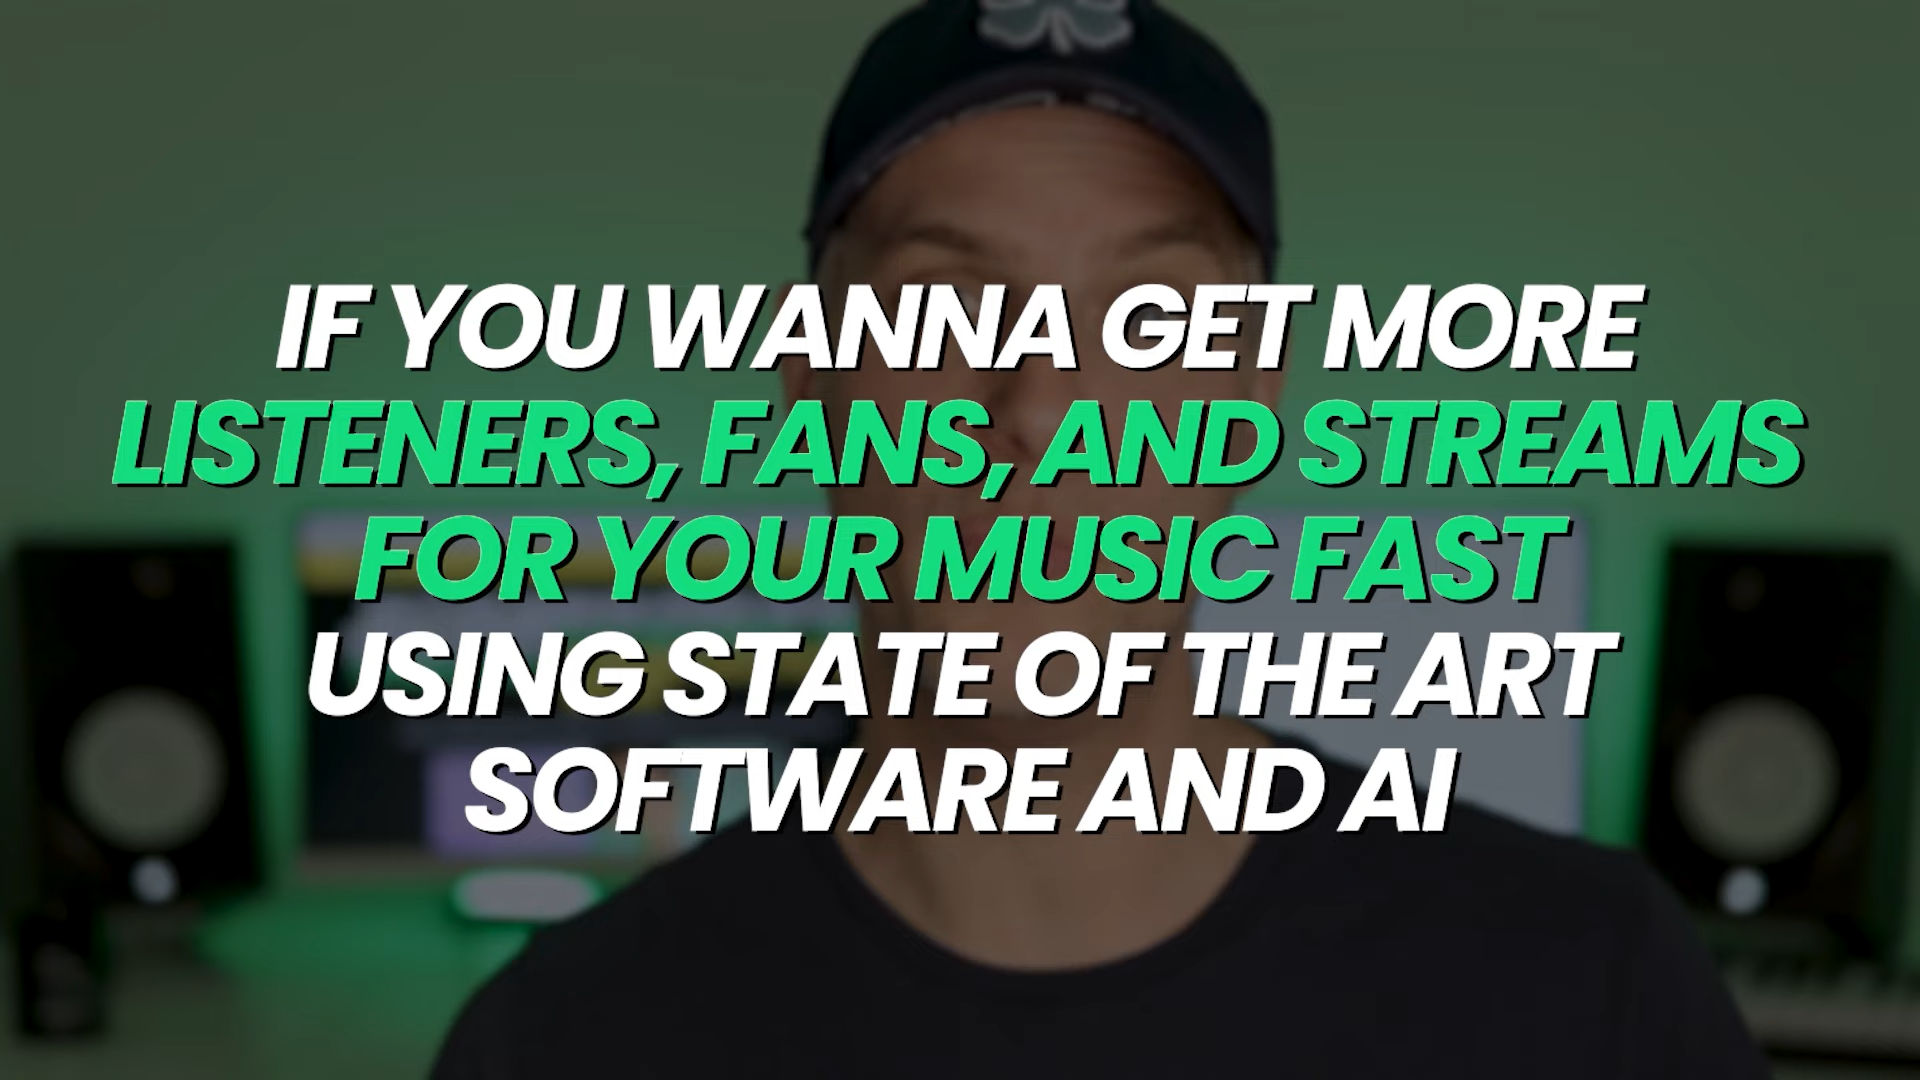 IF YOU WANNA GET MORE
LISTENERS, FANS, AND STREAMS
FOR YOUR MUSIC FAST
USING STATE OF THE ART
SOFTWARE AND AI